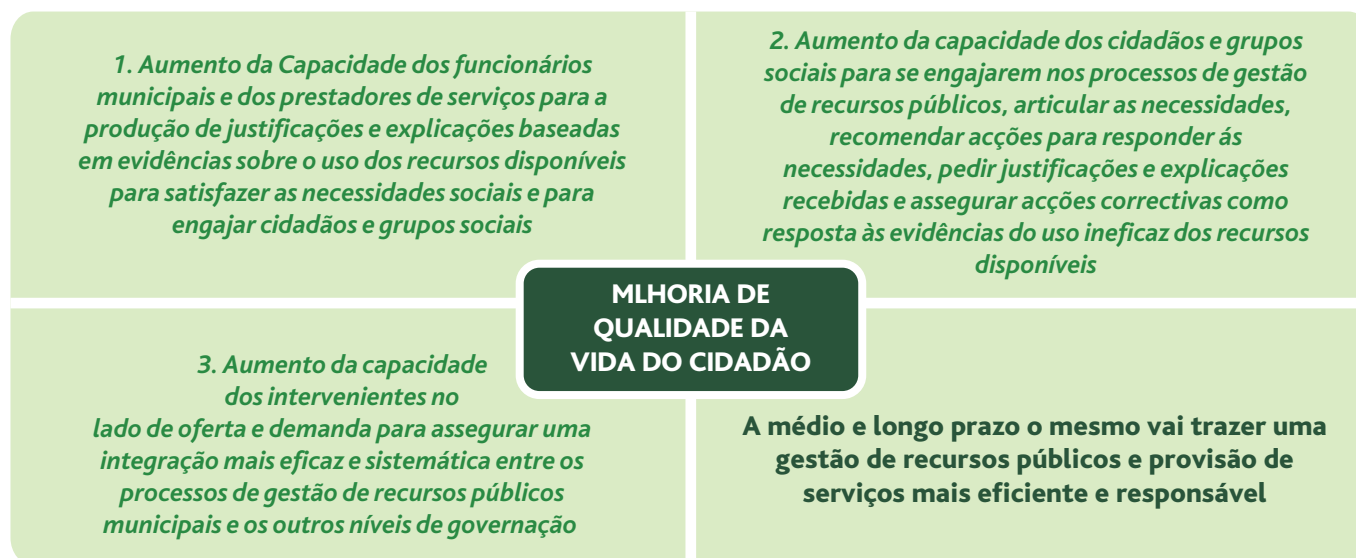 1. Aumento da Capacidade dos funcionários
municipais e dos prestadores de serviços para a
produção de justificações e explicações baseadas
em evidências sobre o uso dos recursos disponíveis
para satisfazer as necessidades sociais e para
engajar cidadãos e grupos sociais
2. Aumento da capacidade dos cidadãos e grupos
sociais para se engajarem nos processos de gestão
de recursos públicos, articular as necessidades,
recomendar acções para responder ás
necessidades, pedir justificações e explicações
recebidas e assegurar acções correctivas como
resposta às evidências do uso ineficaz dos recursos
disponíveis
MLHORIA DE
QUALIDADE DA
VIDA DO CIDADÃO
3. Aumento da capacidade
dos intervenientes no
lado de oferta e demanda para assegurar uma
integração mais eficaz e sistemática entre os
processos de gestão de recursos públicos
municipais e os outros níveis de governação
A médio e longo prazo o mesmo vai trazer uma
gestão de recursos públicos e provisão de
serviços mais eficiente e responsável